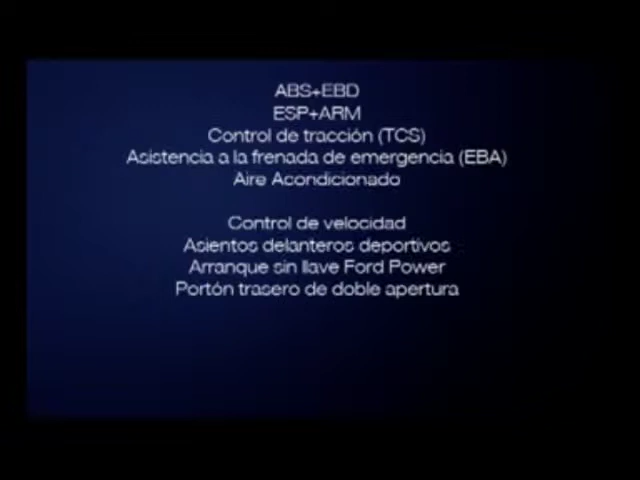 ABS+EBD
ESP+ARM
Control de tracción (TCS)
Asistencia a la frenada de emergencia (EBA)
Aire Acondicionado
Control de velocidad
Asientos delanteros deportivos
Arranque sin llave Ford Power
Portón trasero de doble apertura